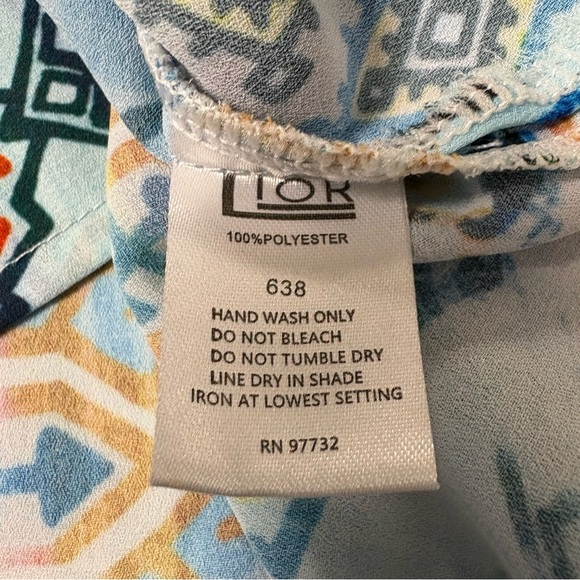 TOR
100%POLYESTER
638
HAND WASH ONLY
DO NOT BLEACH
DO NOT TUMBLE DRY
LINE DRY IN SHADE
IRON AT LOWEST SETTING
RN 97732